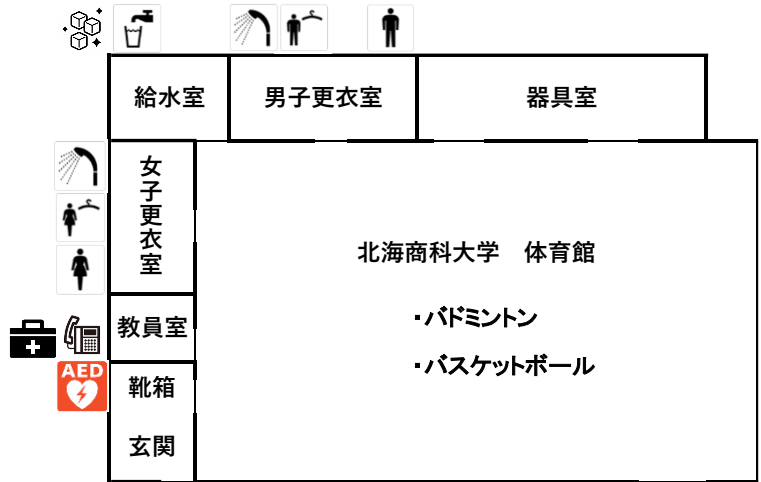 給水室
男子更衣室
器具室
女子更衣室
北海商科大学　体育館
・バドミントン
・バスケットボール
教員室
AED
靴箱
玄関